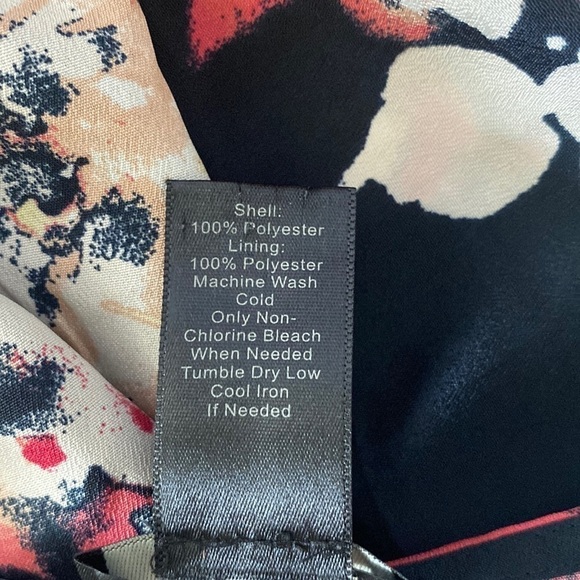 Shell:
100% Polyester
Lining:
100% Polyester
Machine Wash
Cold
Only Non-
Chlorine Bleach
When Needed
Tumble Dry Low
Cool Iron
If Needed